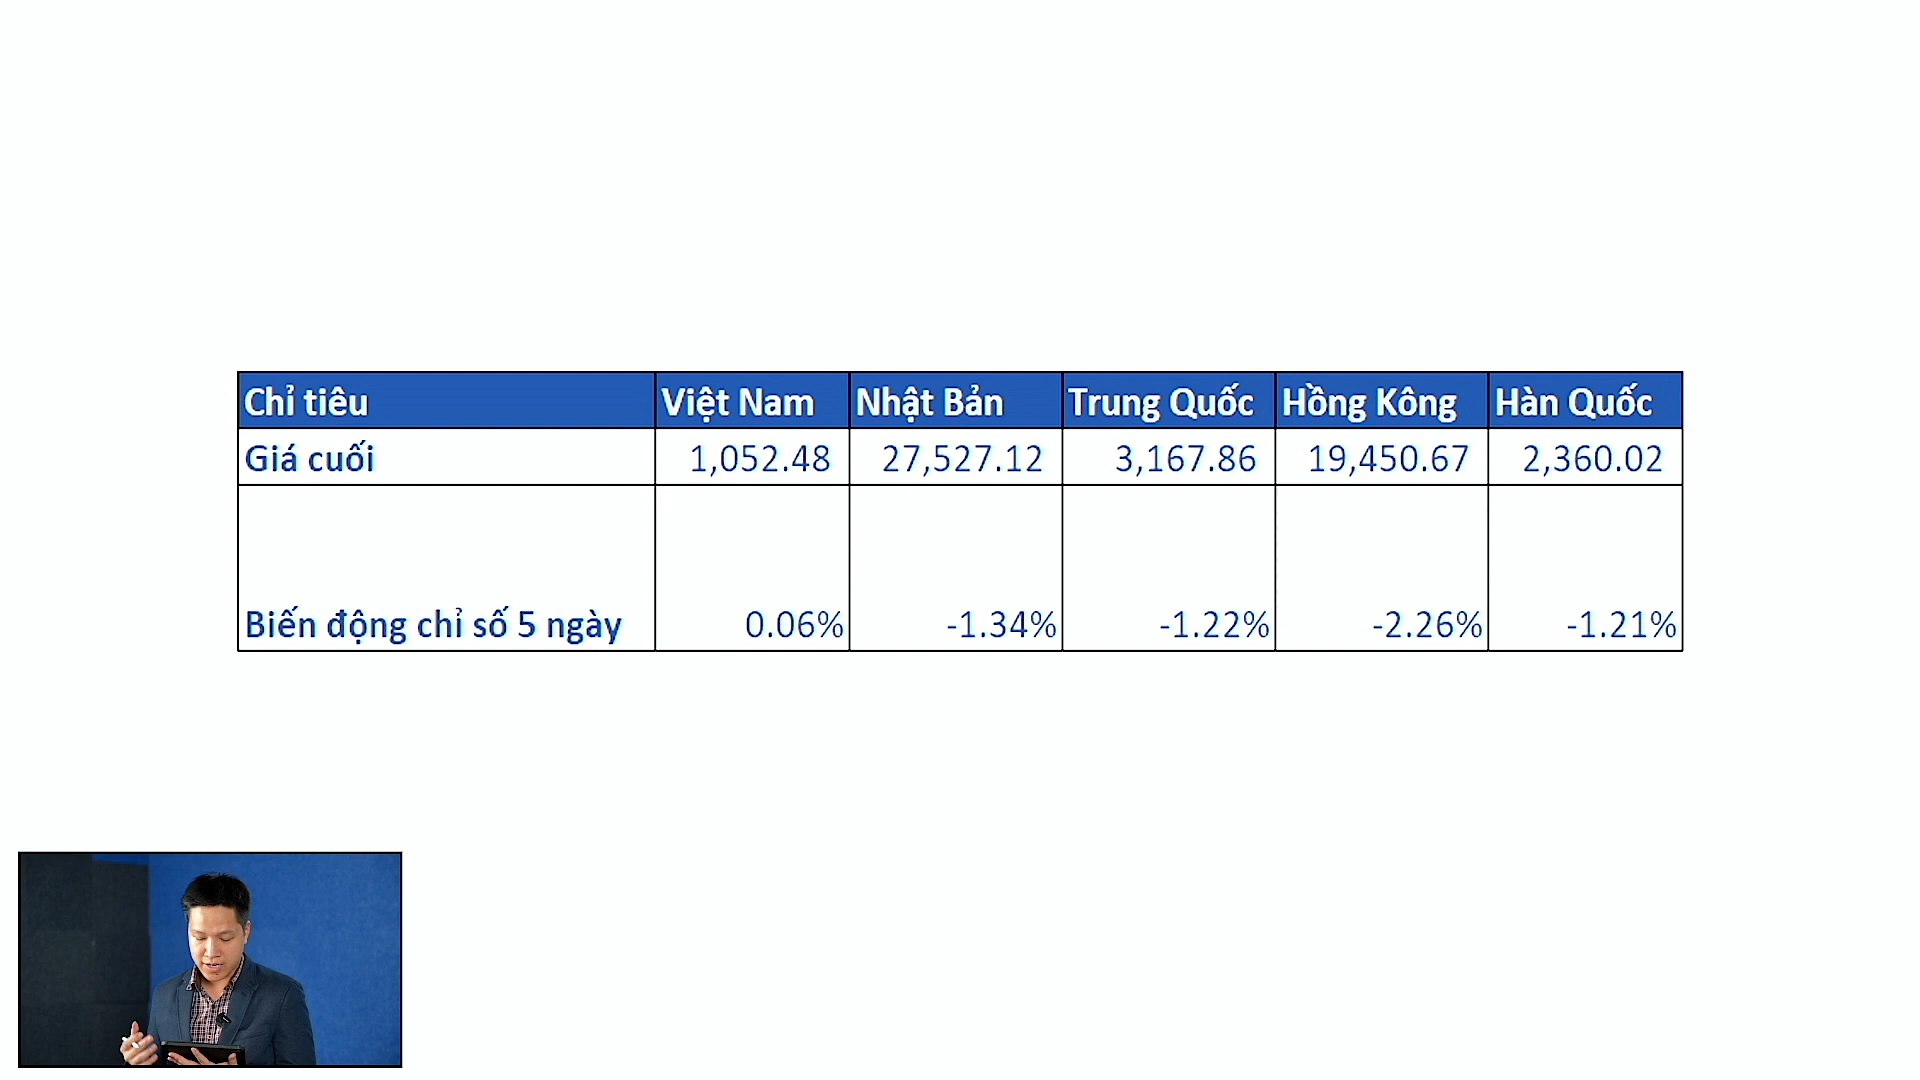 Chỉ tiêu Việt Nam Nhật Bản Trung Quốc Hồng Kông Hàn Quốc
Giá cuối 1,052.48 27,527.12 3,167.86 19,450.67 2,360.02
Biến động chỉ số 5 ngày 0.06% -1.34% -1.22% -2.26% -1.21%